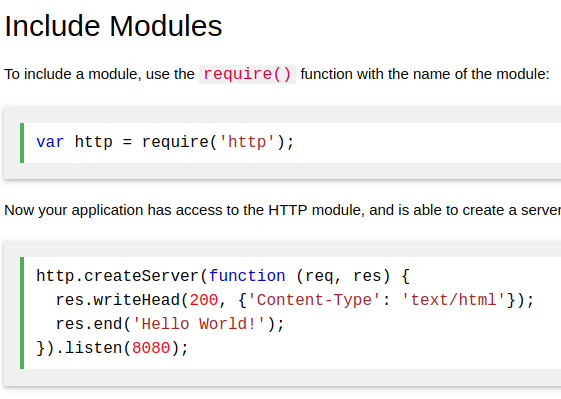 Include Modules
To include a module, use the require() function with the name of the module:
var http = require('http');
Now your application has access to the HTTP module, and is able to create a server
http.createServer(function (req, res) {
  res.writeHead(200, {'Content-Type': 'text/html'});
  res.end('Hello World!');
}).listen(8080);